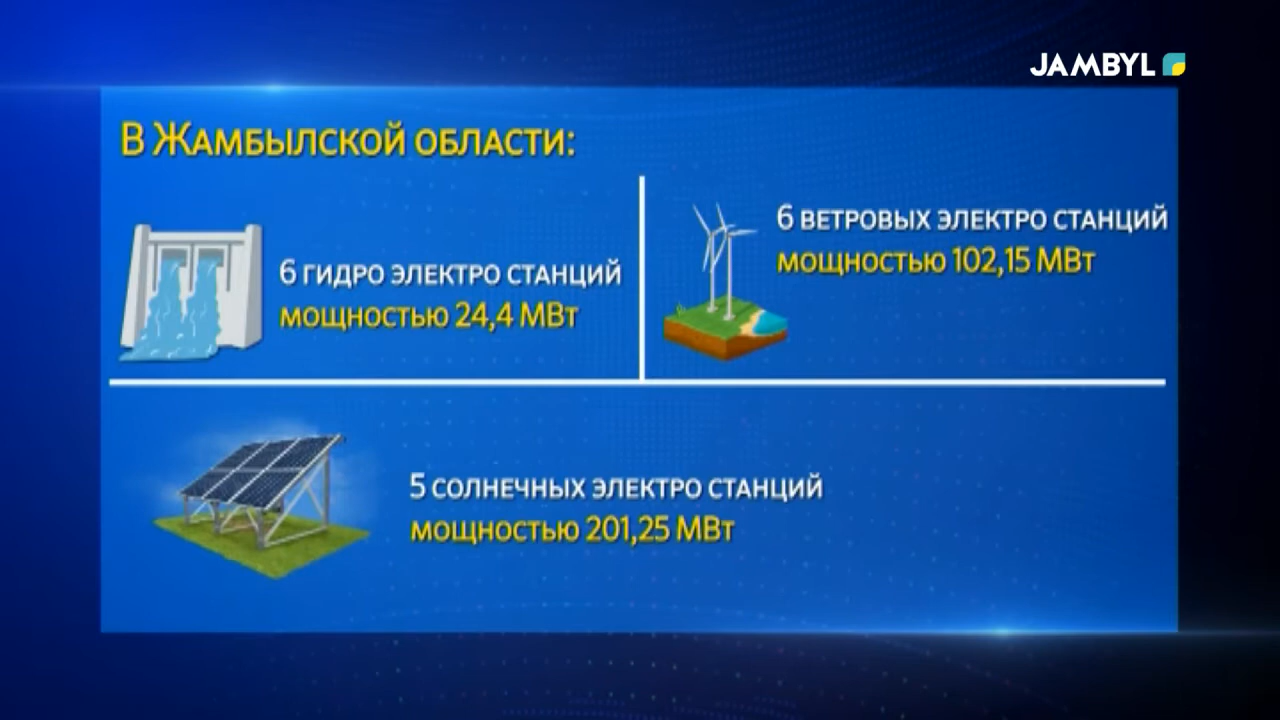 JAMBYL
В ЖАМБЫЛСКОЙ ОБЛАСТИ:
6 ГИДРО ЭЛЕКТРО СТАНЦИЙ
МОЩНОСТЬЮ 24,4 МВт
6 ВЕТРОВЫХ ЭЛЕКТРО СТАНЦИЙ
МОЩНОСТЬЮ 102,15 МВт
5 СОЛНЕЧНЫХ ЭЛЕКТРО СТАНЦИЙ
МОЩНОСТЬЮ 201,25 МВт